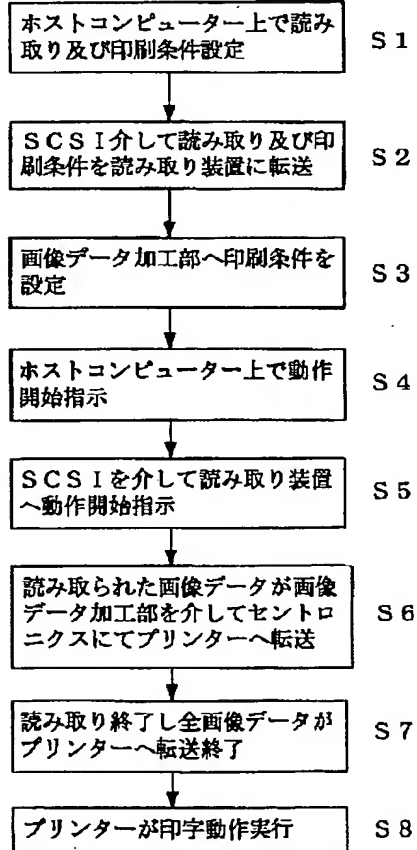 ホストコンピューター上で読み
取り及び印刷条件設定
S1
SCSI介して読み取り及び印
刷条件を読み取り装置に転送
S2
画像データ加工部へ印刷条件を
設定
S3
ホストコンピューター上で動作
開始指示
S4
SCSIを介して読み取り装置
へ動作開始指示
S5
読み取られた画像データが画像
データ加工部を介してセントロ
ニクスにてプリンターへ転送
S6
読み取り終了し全画像データが
プリンターへ転送終了
S7
プリンターが印字動作実行
S8